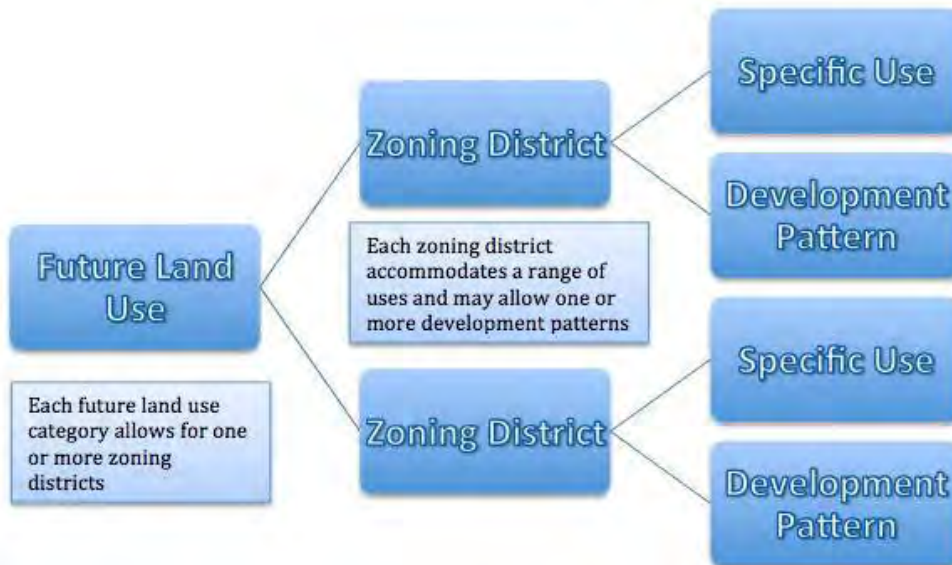 Future Land
Use
Each future land use
category allows for one
or more zoning
districts
Zoning District
Each zoning district
accommodates a range of
uses and may allow one or
more development patterns
Zoning District
Specific Use
Development
Pattern
Specific Use
Development
Pattern